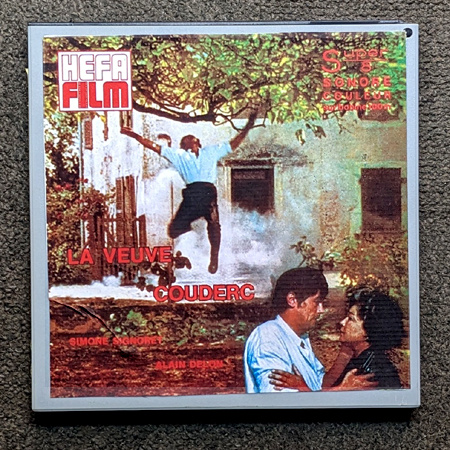 HEFA
FILM
SUPER
8
SONORE
COULEUR
LA VEUVE
COUDERC
SIMONE SIGNORET
ALAIN DELON